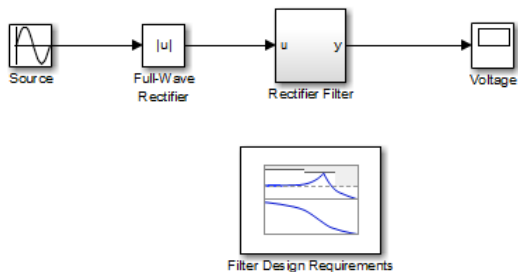 Source
|u|
Full-Wave
Rectifier
u y
Rectifier Filter
Voltage
Filter Design Requirements